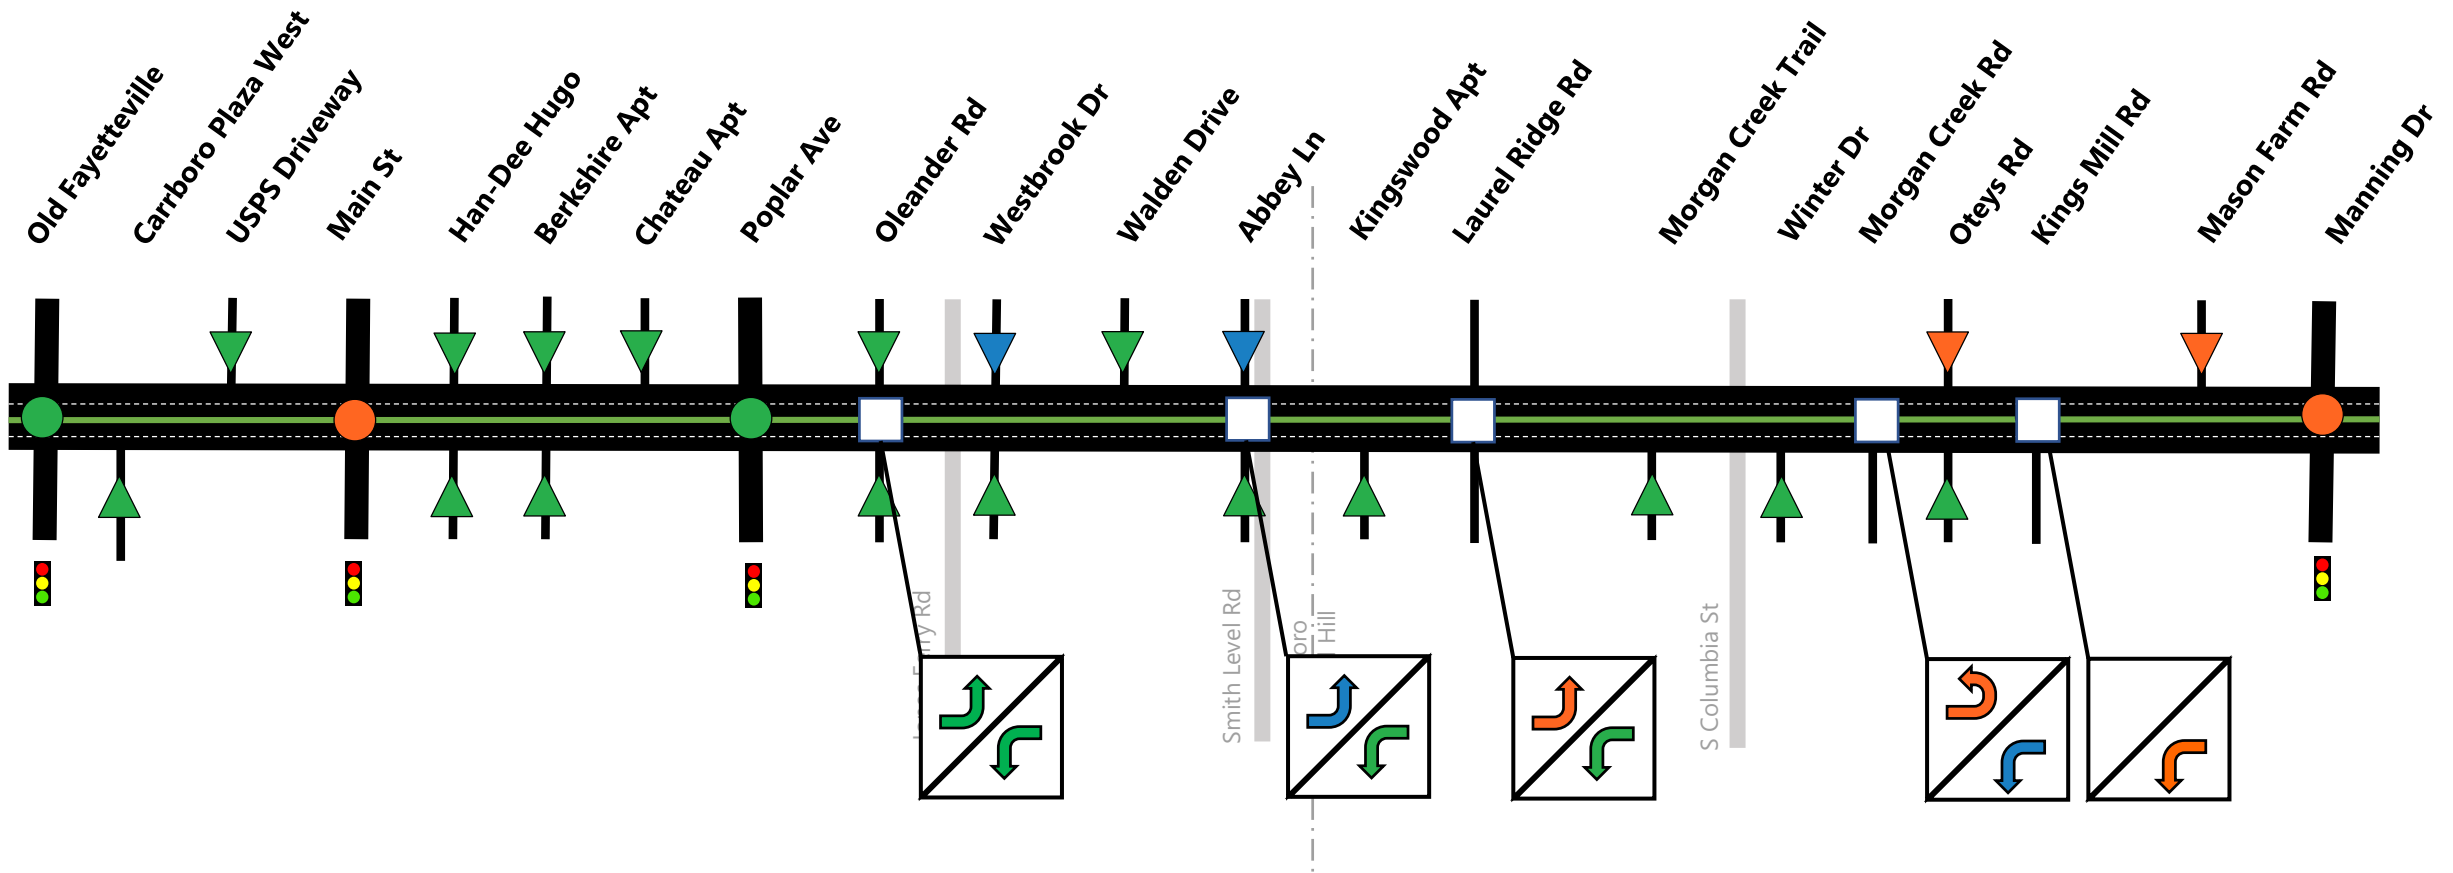 Old Fayetteville
Carrboro Plaza West
USPS Driveway
Main St
Han-Dee Hugo
Berkshire Apt
Chateau Apt
Poplar Ave
Oleander Rd
Westbrook Dr
Walden Drive
Abbey Ln
Kingswood Apt
Laurel Ridge Rd
Morgan Creek Trail
Winter Dr
Morgan Creek Rd
Oteys Rd
Kings Mill Rd
Mason Farm Rd
Manning Dr
Rd
Smith Level Rd
Hill
S Columbia St